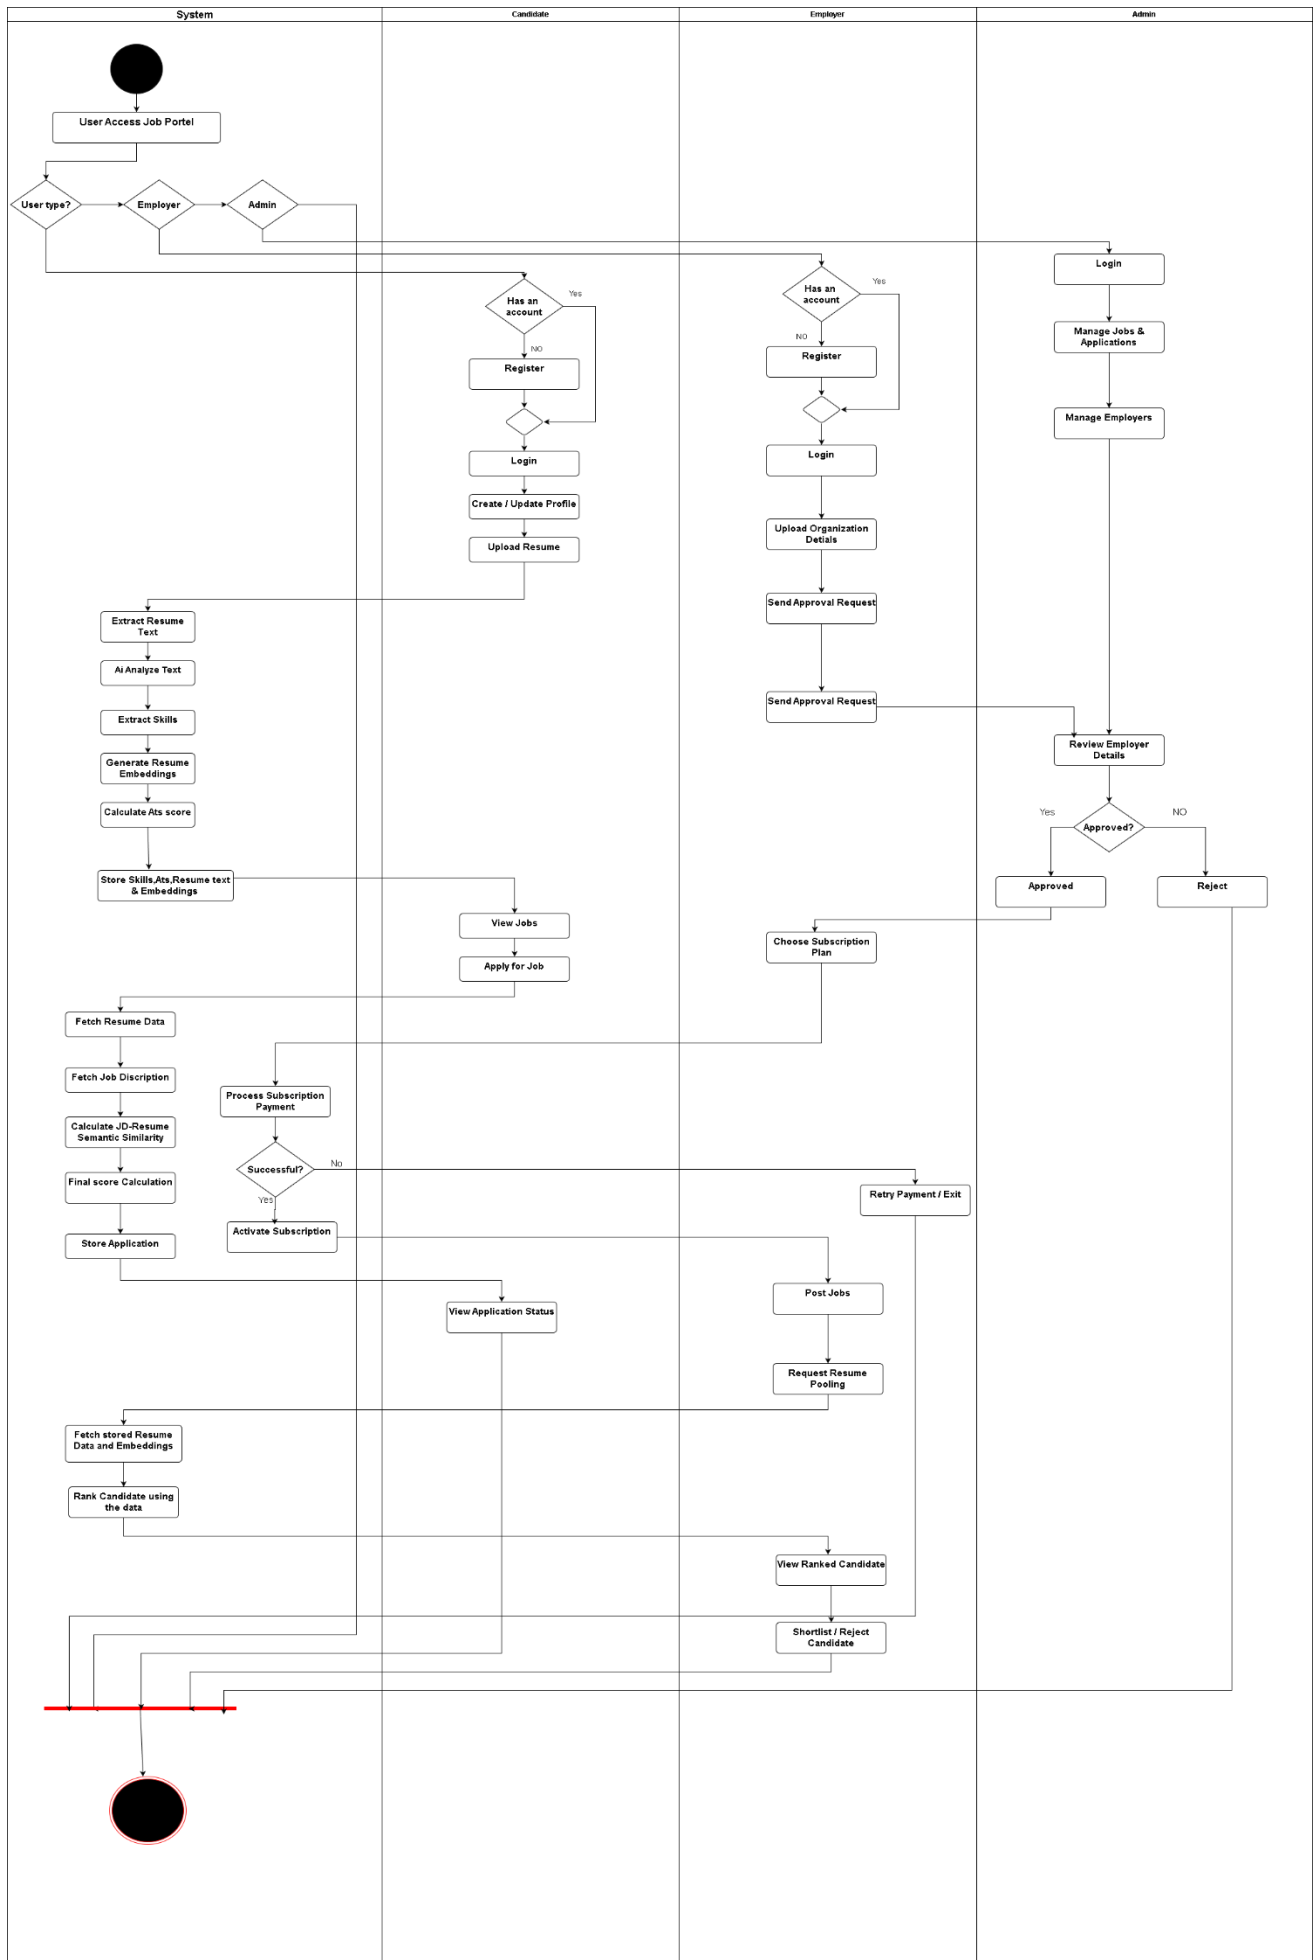 System
Candidate
Employer
Admin
User Access Job Portel
User type?
Employer
Admin
Login
Has an
account
Yes
NO
Has an
account
Yes
NO
Manage Jobs &
Applications
Register
Register
Manage Employers
Login
Login
Create / Update Profile
Upload Resume
Upload Organization
Detials
Send Approval Request
Extract Resume
Text
Ai Analyze Text
Extract Skills
Send Approval Request
Generate Resume
Embeddings
Review Employer
Details
Calculate Ats score
Yes
Approved?
NO
Store Skills,Ats,Resume text
& Embeddings
Approved
Reject
View Jobs
Choose Subscription
Plan
Apply for Job
Fetch Resume Data
Fetch Job Discription
Process Subscription
Payment
Calculate JD-Resume
Semantic Similarity
Successful?
No
Yes
Final score Calculation
Retry Payment / Exit
Activate Subscription
Store Application
Post Jobs
View Application Status
Request Resume
Pooling
Fetch stored Resume
Data and Embeddings
Rank Candidate using
the data
View Ranked Candidate
Shortlist / Reject
Candidate